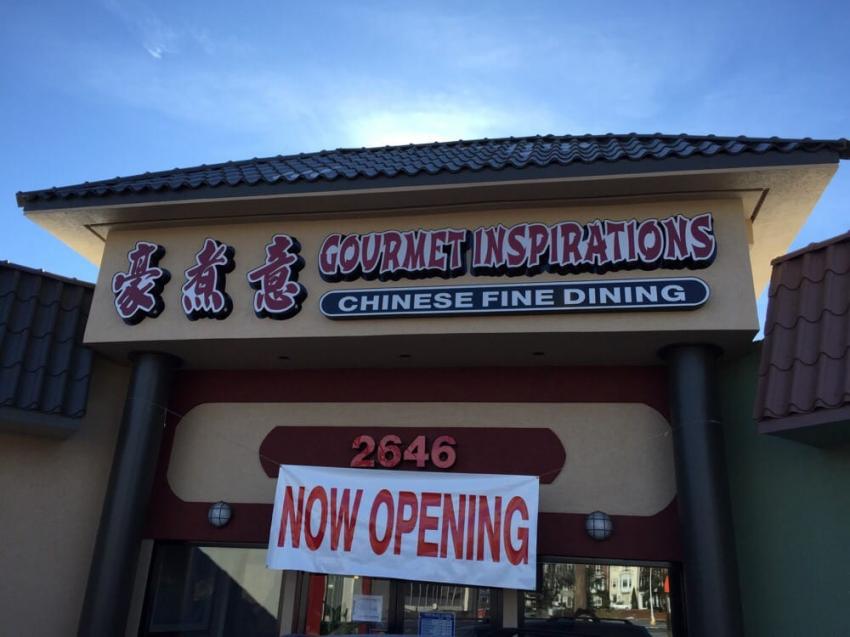 豪煮意 GOURMET INSPIRATIONS
CHINESE FINE DINING
2646
NOW OPENING